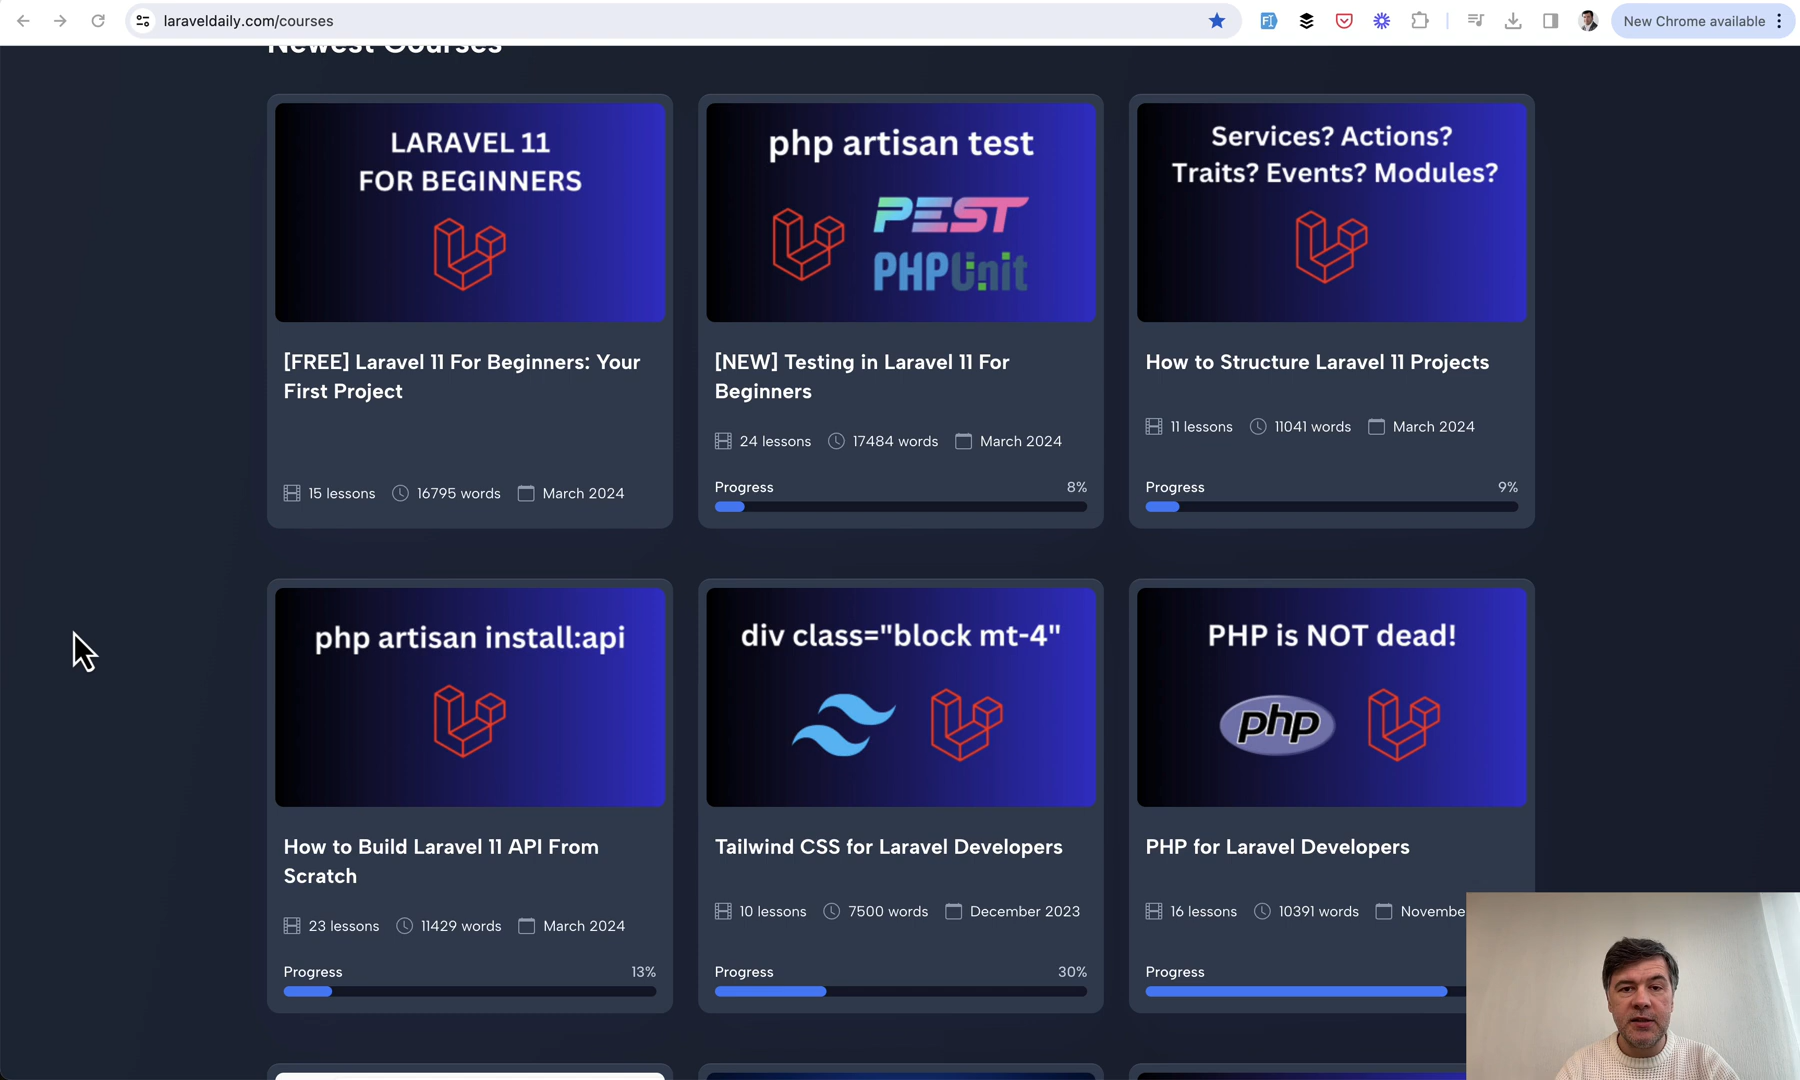 laraveldaily.com/courses
New Chrome available
Newest Courses
LARAVEL 11
FOR BEGINNERS
[FREE] Laravel 11 For Beginners: Your
First Project
15 lessons 16795 words March 2024
php artisan test
PEST
PHPUnit
[NEW] Testing in Laravel 11 For
Beginners
24 lessons 17484 words March 2024
Progress 8%
Services? Actions?
Traits? Events? Modules?
How to Structure Laravel 11 Projects
11 lessons 11041 words March 2024
Progress 9%
php artisan install:api
How to Build Laravel 11 API From
Scratch
23 lessons 11429 words March 2024
Progress 13%
div class="block mt-4"
Tailwind CSS for Laravel Developers
10 lessons 7500 words December 2023
Progress 30%
PHP is NOT dead!
php
PHP for Laravel Developers
16 lessons 10391 words Novembe
Progress